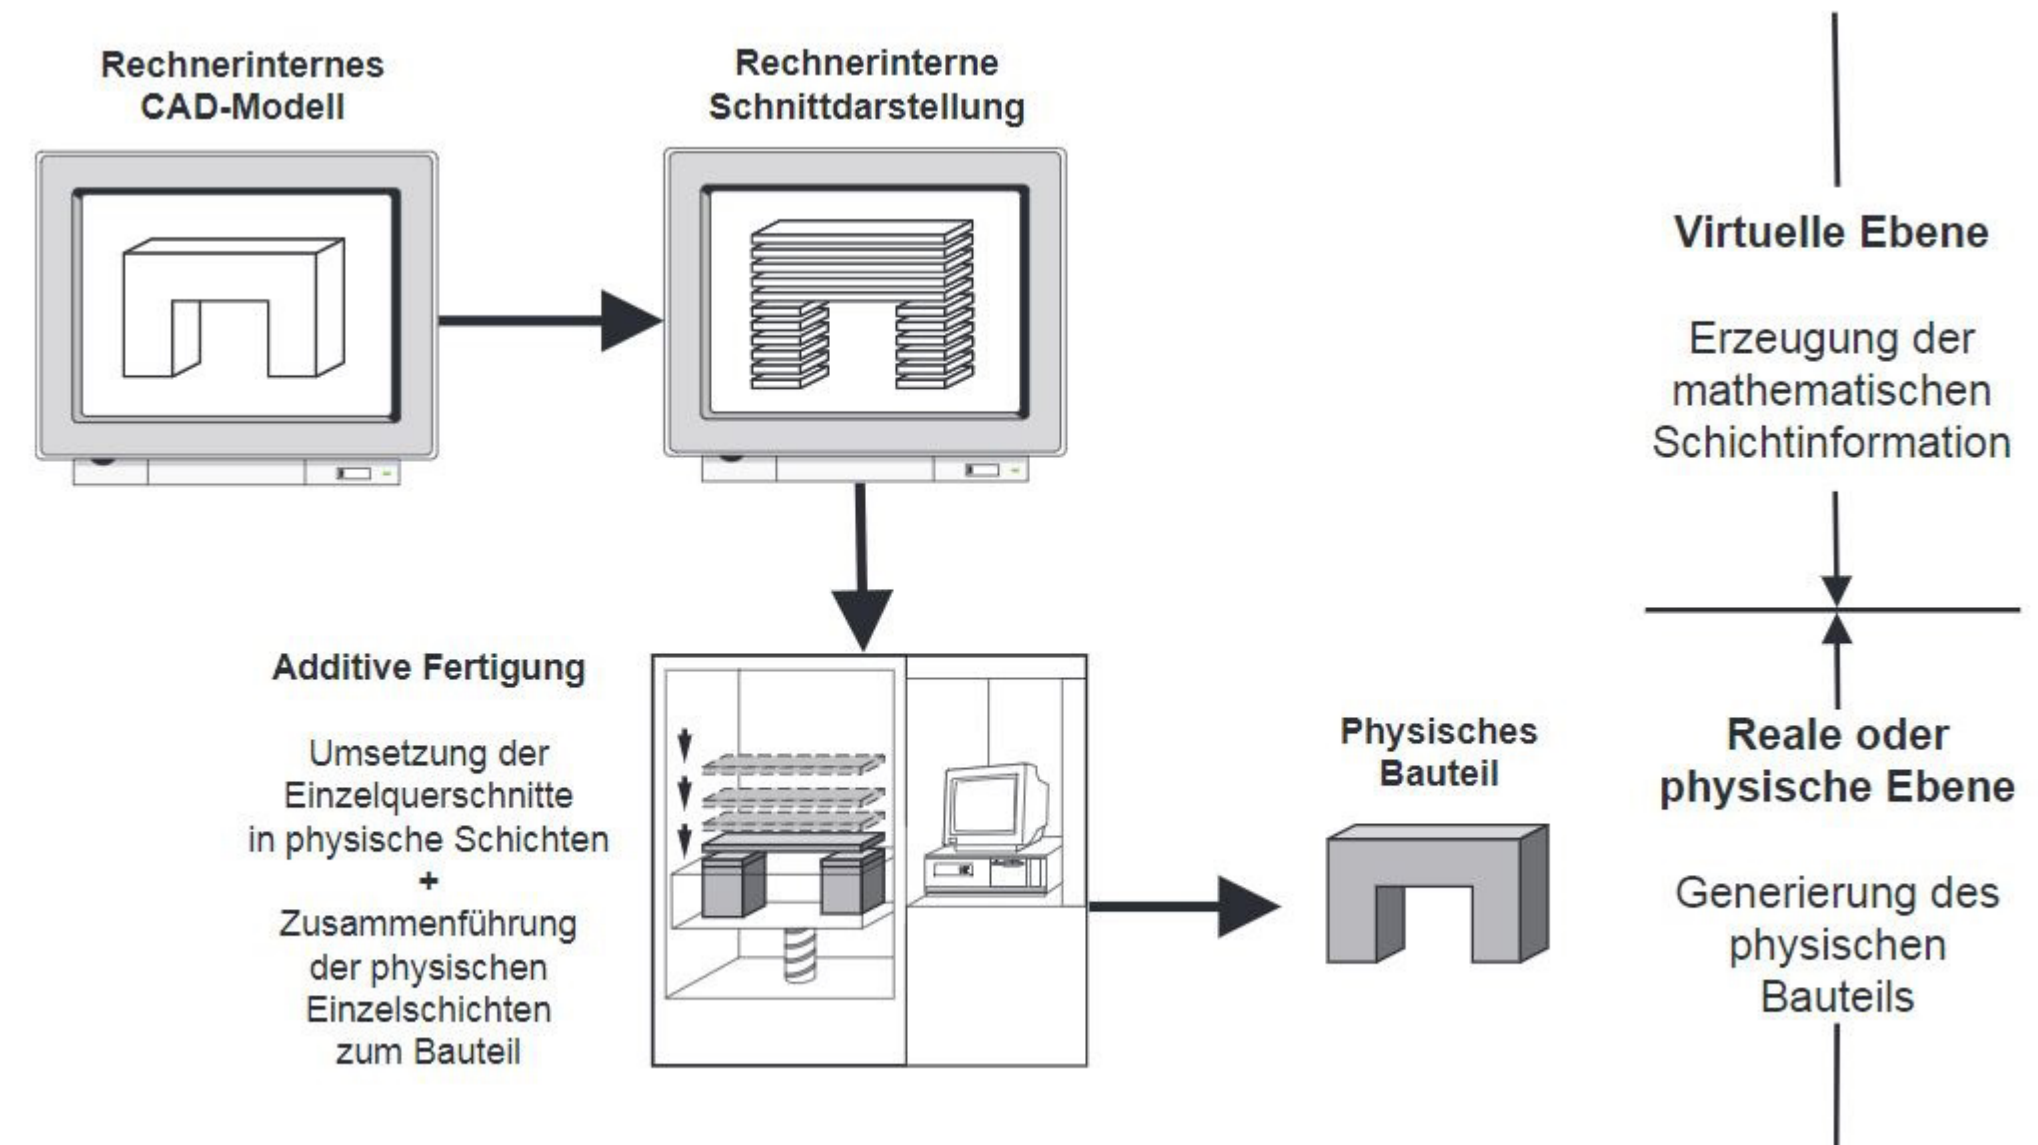 Rechnerinternes
CAD-Modell
Rechnerinterne
Schnittdarstellung
Virtuelle Ebene
Erzeugung der
mathematischen
Schichtinformation
Additive Fertigung
Umsetzung der
Einzelquerschnitte
in physische Schichten
+
Zusammenführung
der physischen
Einzelschichten
zum Bauteil
Physisches
Bauteil
Reale oder
physische Ebene
Generierung des
physischen
Bauteils